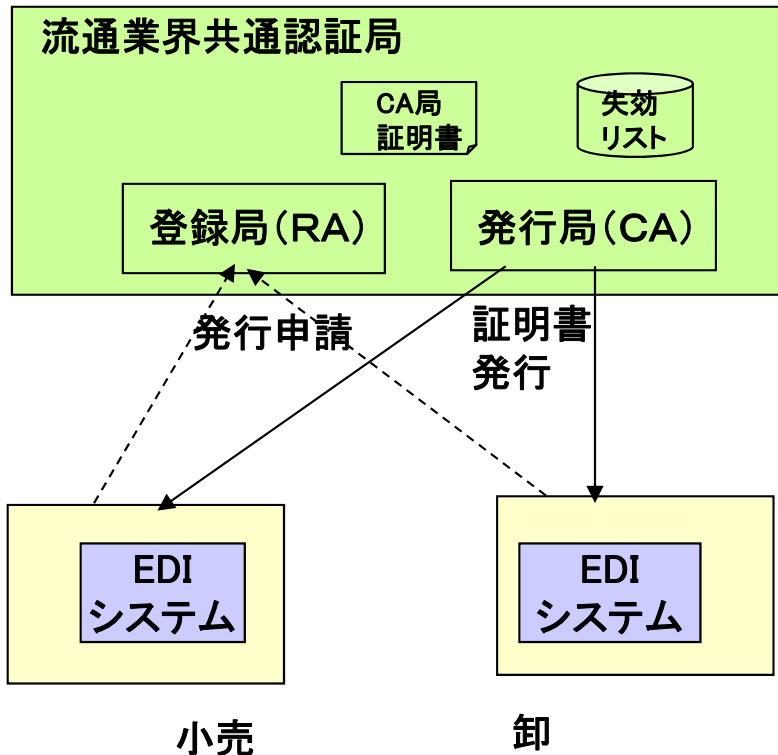 流通業界共通認証局
CA局
証明書
失効
リスト
登録局(RA)
発行局(CA)
発行申請
証明書
発行
EDI
システム
EDI
システム
小売
卸